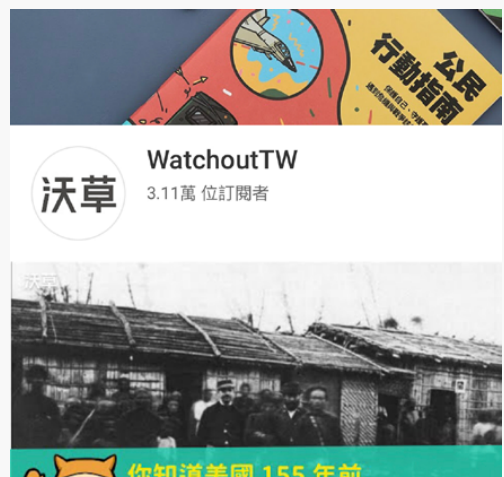 公民
行動指南
沃草
WatchoutTW
3.11萬 位訂閱者
沃草
你知道美國 155 年前